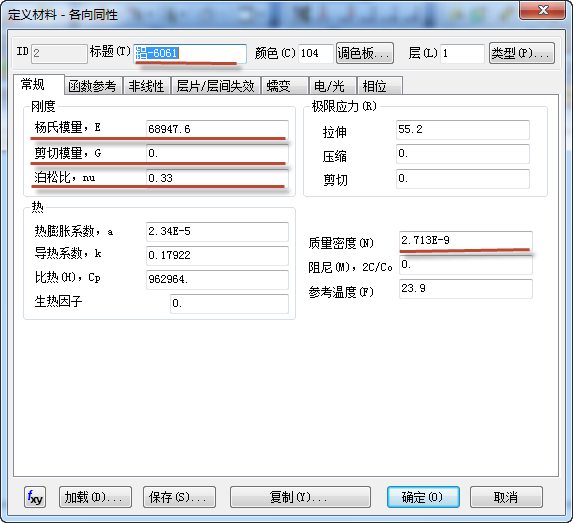 定义材料 - 各向同性
ID 2 标题(T) 铝-6061 颜色(C) 104 调色板... 层(L) 1 类型(P)...
常规 函数参考 非线性 层片/层间失效 蠕变 电/光 相位
刚度
杨氏模量，E 68947.6
剪切模量，G 0.
泊松比，nu 0.33
极限应力(R)
拉伸 55.2
压缩 0.
剪切 0.
热
热膨胀系数，a 2.34E-5
导热系数，k 0.17922
比热(H)，Cp 962964.
生热因子 0.
质量密度(N) 2.713E-9
阻尼(M)，2C/Co 0.
参考温度(F) 23.9
fxy 加载(D)... 保存(S)... 复制(Y)... 确定(O) 取消